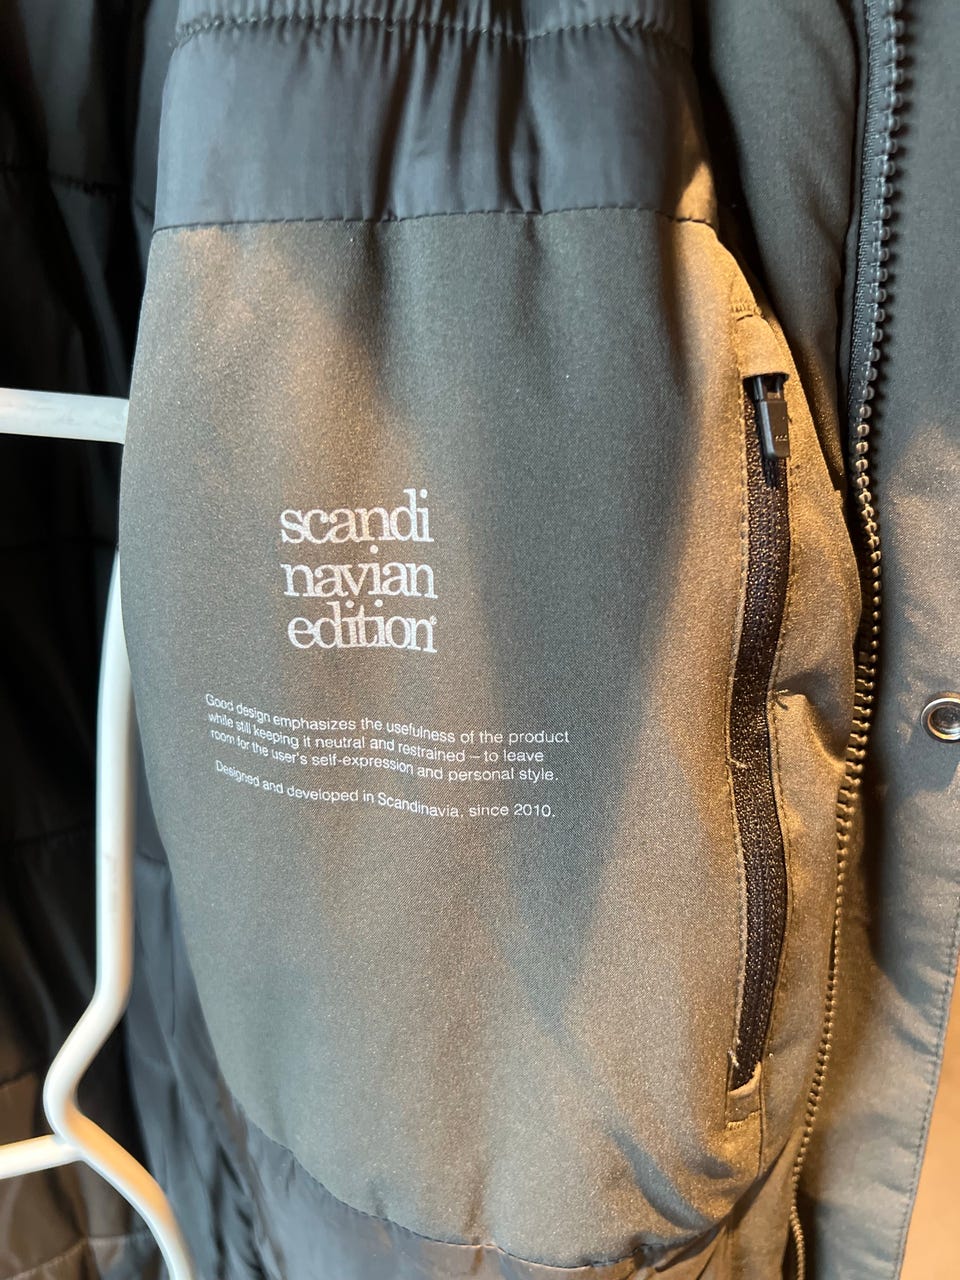 scandi
navian
edition®
Good design emphasizes the usefulness of the product
while still keeping it neutral and restrained – to leave
room for the user's self-expression and personal style.
Designed and developed in Scandinavia, since 2010.